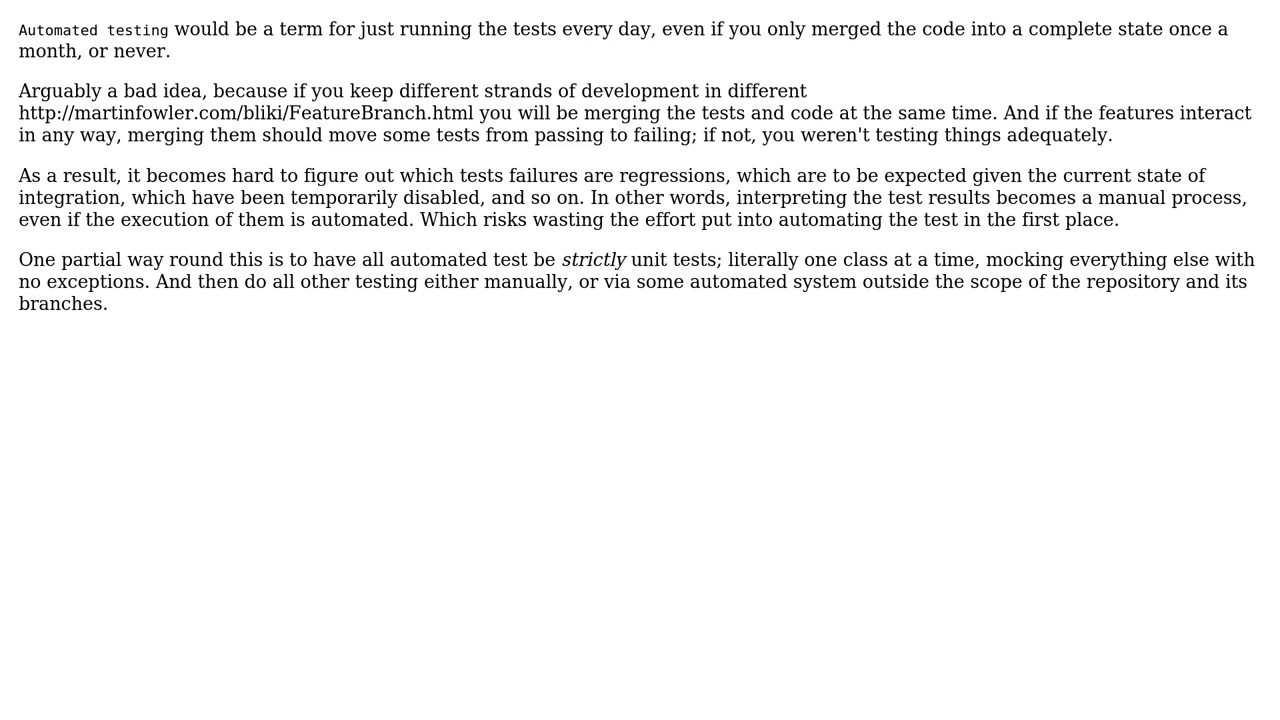 Automated testing would be a term for just running the tests every day, even if you only merged the code into a complete state once a
month, or never.
Arguably a bad idea, because if you keep different strands of development in different
http://martinfowler.com/bliki/FeatureBranch.html you will be merging the tests and code at the same time. And if the features interact
in any way, merging them should move some tests from passing to failing; if not, you weren't testing things adequately.
As a result, it becomes hard to figure out which tests failures are regressions, which are to be expected given the current state of
integration, which have been temporarily disabled, and so on. In other words, interpreting the test results becomes a manual process,
even if the execution of them is automated. Which risks wasting the effort put into automating the test in the first place.
One partial way round this is to have all automated test be strictly unit tests; literally one class at a time, mocking everything else with
no exceptions. And then do all other testing either manually, or via some automated system outside the scope of the repository and its
branches.